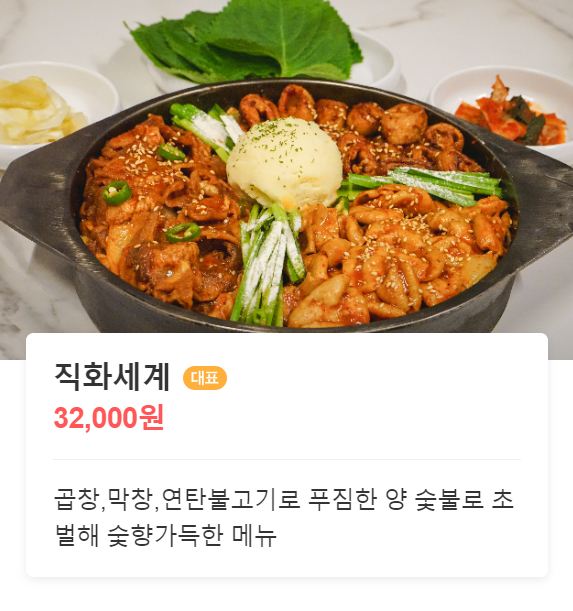 직화세계 대표
32,000원
곱창,막창,연탄불고기로 푸짐한 양 숯불로 초
벌해 숯향가득한 메뉴